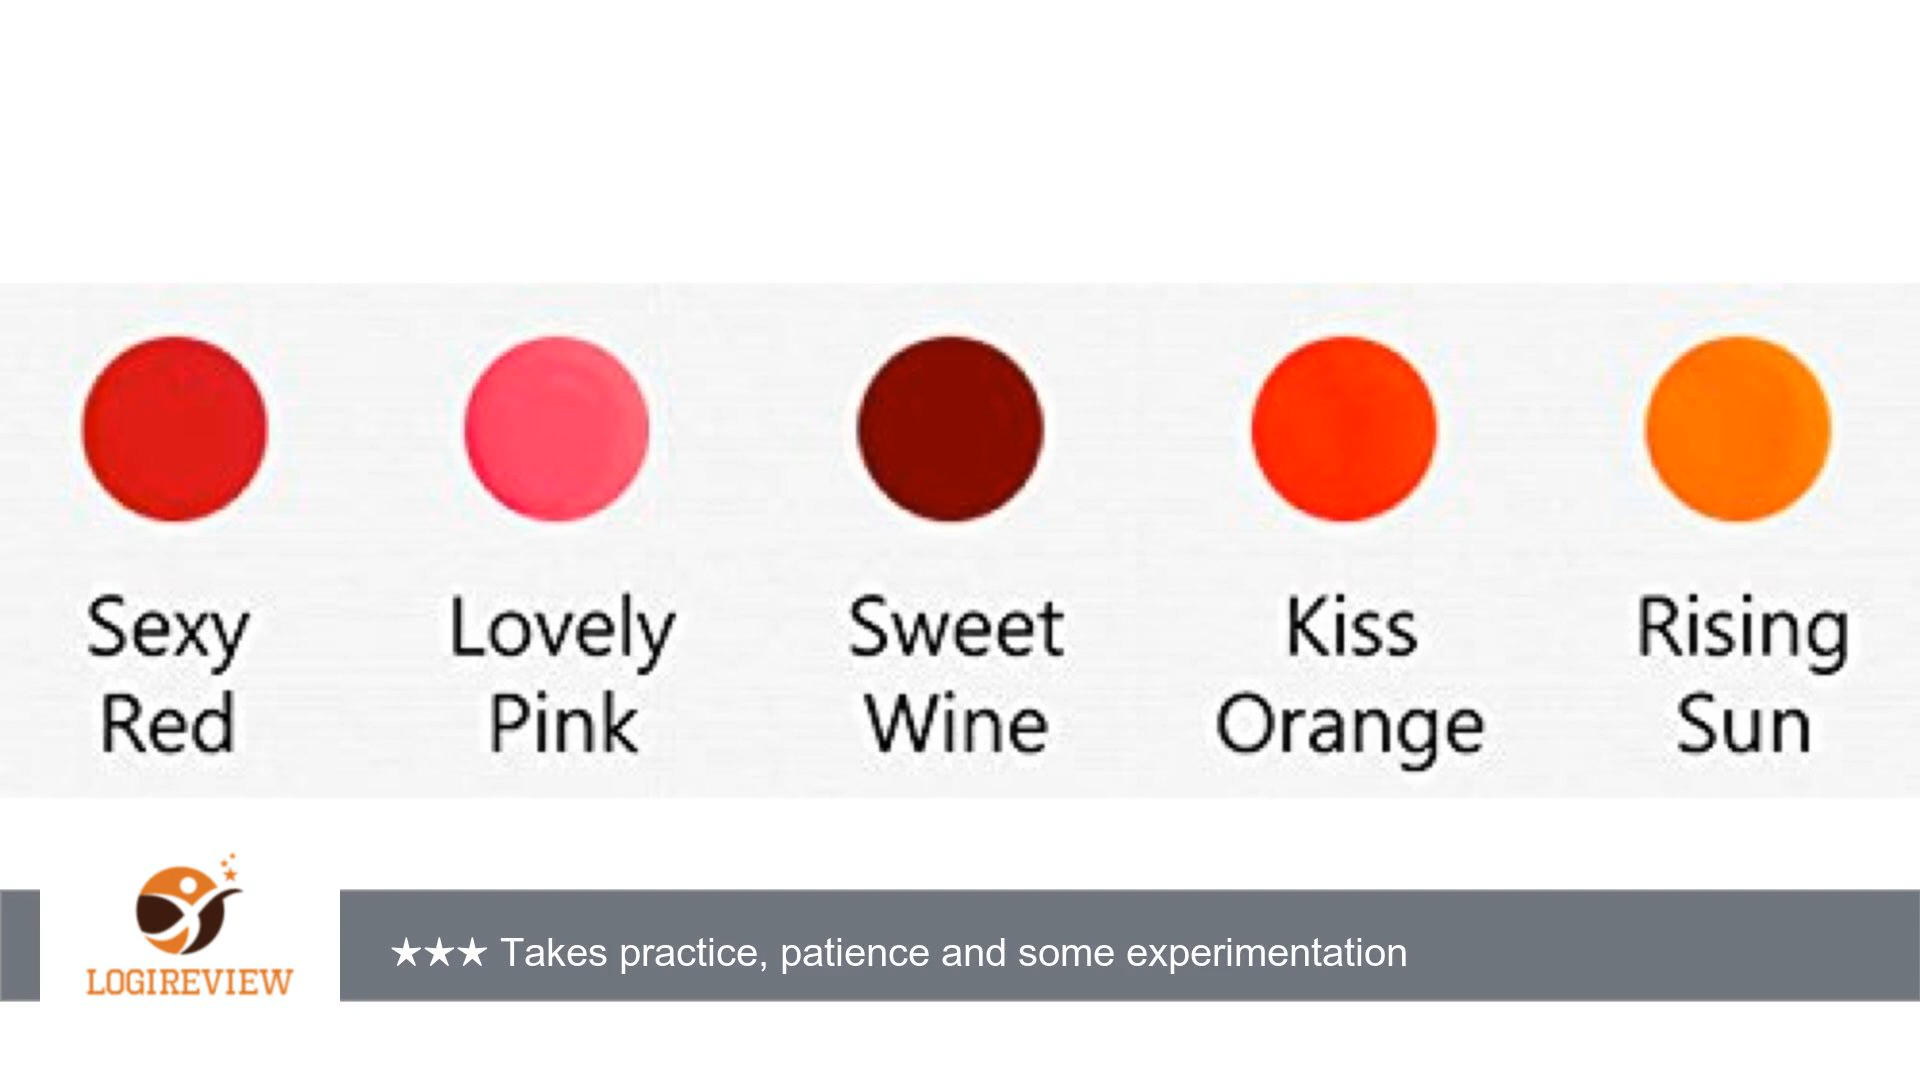 Sexy
Red
Lovely
Pink
Sweet
Wine
Kiss
Orange
Rising
Sun
LOGIREVIEW
★★★ Takes practice, patience and some experimentation